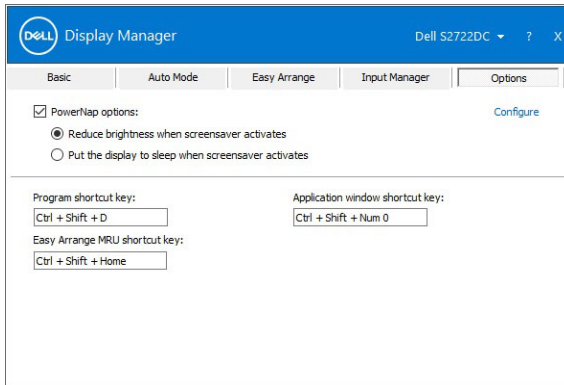 DELL Display Manager Dell S2722DC ? X
Basic Auto Mode Easy Arrange Input Manager Options
PowerNap options: Configure
Reduce brightness when screensaver activates
Put the display to sleep when screensaver activates
Program shortcut key: Application window shortcut key:
Ctrl + Shift + D Ctrl + Shift + Num 0
Easy Arrange MRU shortcut key:
Ctrl + Shift + Home